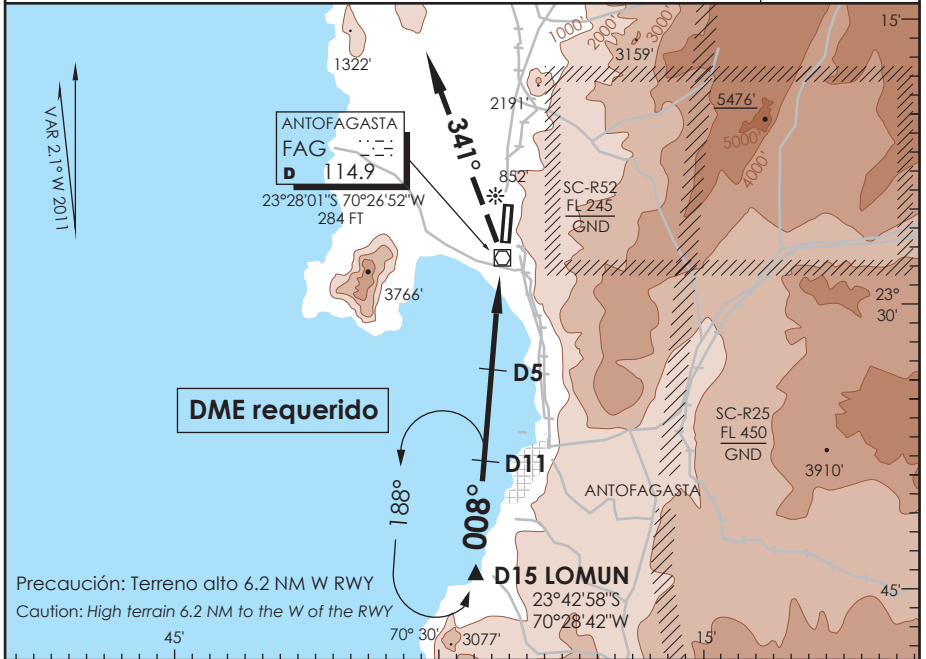 15'
1000'
2000'
3000'
3159'
1322'
2191'
5476'
5000'
4000'
VAR 2.1° W 2011
ANTOFAGASTA
FAG
D 114.9
23°28'01"S 70°26'52"W
284 FT
341°
852'
SC-R52
FL 245
GND
3766'
23°
30'
D5
DME requerido
SC-R25
FL 450
GND
D11
3910'
ANTOFAGASTA
188°
008°
D15 LOMUN
23°42'58"S
70°28'42"W
Precaución: Terreno alto 6.2 NM W RWY
Caution: High terrain 6.2 NM to the W of the RWY
45'
45'
70° 30'
3077'
15'